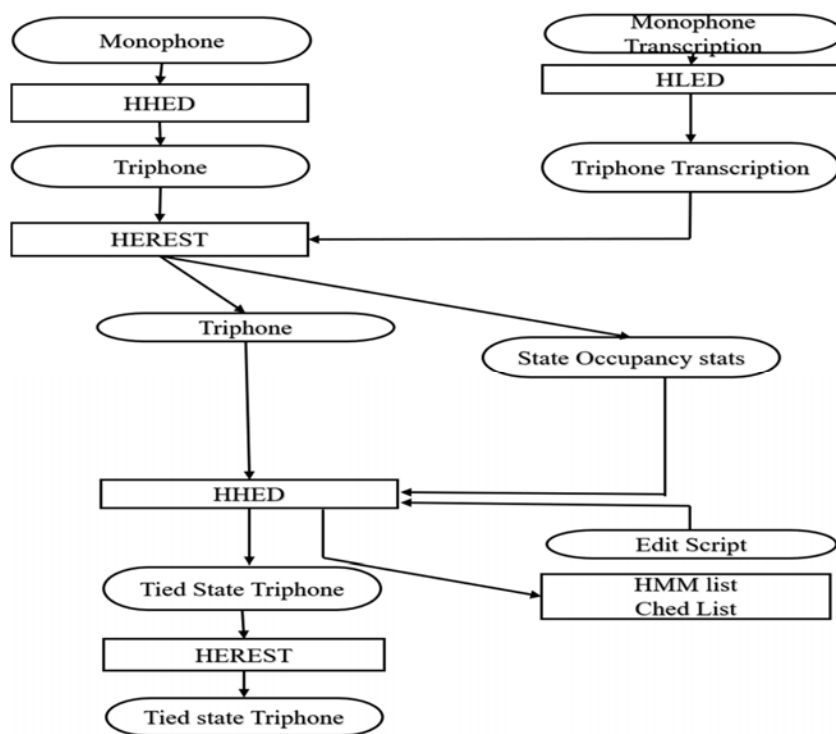 Monophone
Monophone
Transcription
HHED
HLED
Triphone
Triphone Transcription
HEREST
Triphone
State Occupancy stats
HHED
Edit Script
Tied State Triphone
HMM list
Ched List
HEREST
Tied state Triphone